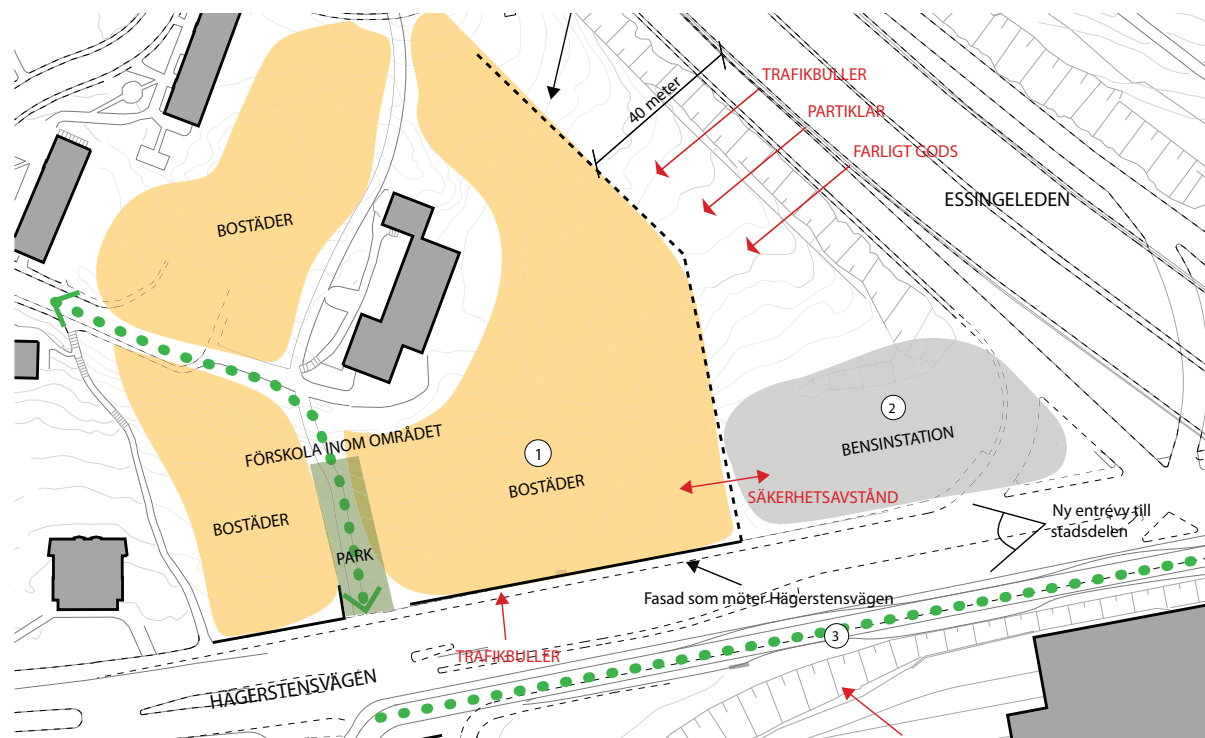 TRAFIKBULLER
40 meter
PARTIKLAR
FARLIGT GODS
ESSINGELEDEN
BOSTÄDER
2
BENSINSTATION
FÖRSKOLA INOM OMRÅDET
1
BOSTÄDER
SÄKERHETSAVSTÅND
BOSTÄDER
Ny entrévy till
stadsdelen
PARK
Fasad som möter Hägerstensvägen
3
TRAFIKBULLER
HÄGERSTENSVÄGEN